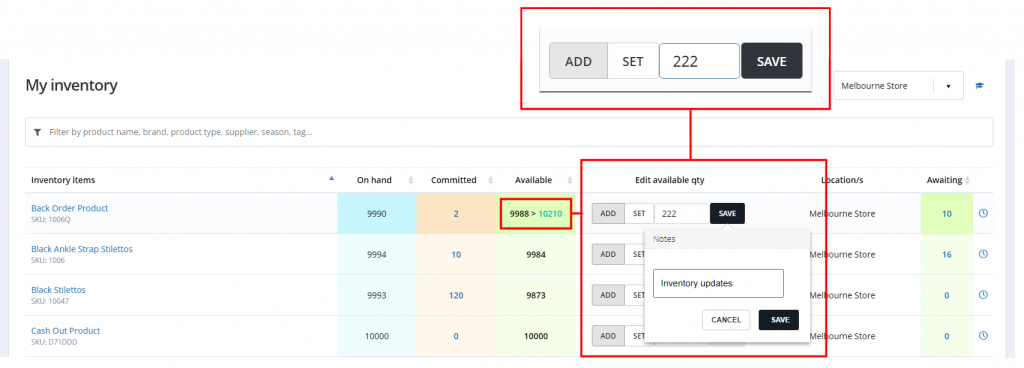 ADD SET 222 SAVE
My inventory
Melbourne Store
Filter by product name, brand, product type, supplier, season, tag...
Inventory items On hand Committed Available Edit available qty Location/s Awaiting
Back Order Product 9990 2 9988 > 10210 ADD SET 222 SAVE Melbourne Store 10
SKU: 1006Q
Notes
Black Ankle Strap Stilettos 9994 10 9984 ADD SET Melbourne Store 16
SKU: 1006
Inventory updates
Black Stilettos 9993 120 9873 ADD SET Melbourne Store 0
SKU: 10047
CANCEL SAVE
Cash Out Product 10000 0 10000 ADD SET Melbourne Store 0
SKU: D71DDD